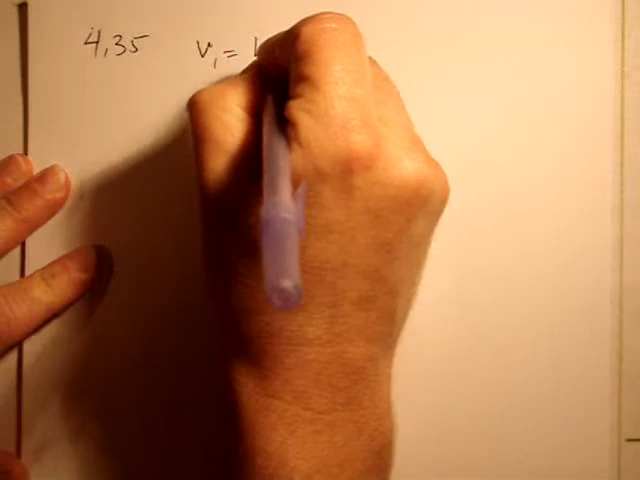 4,35 v₁ =